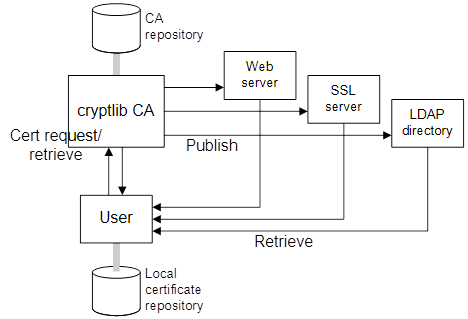 CA
repository
Web
server
SSL
server
cryptlib CA
LDAP
directory
Cert request/
retrieve
Publish
User
Retrieve
Local
certificate
repository